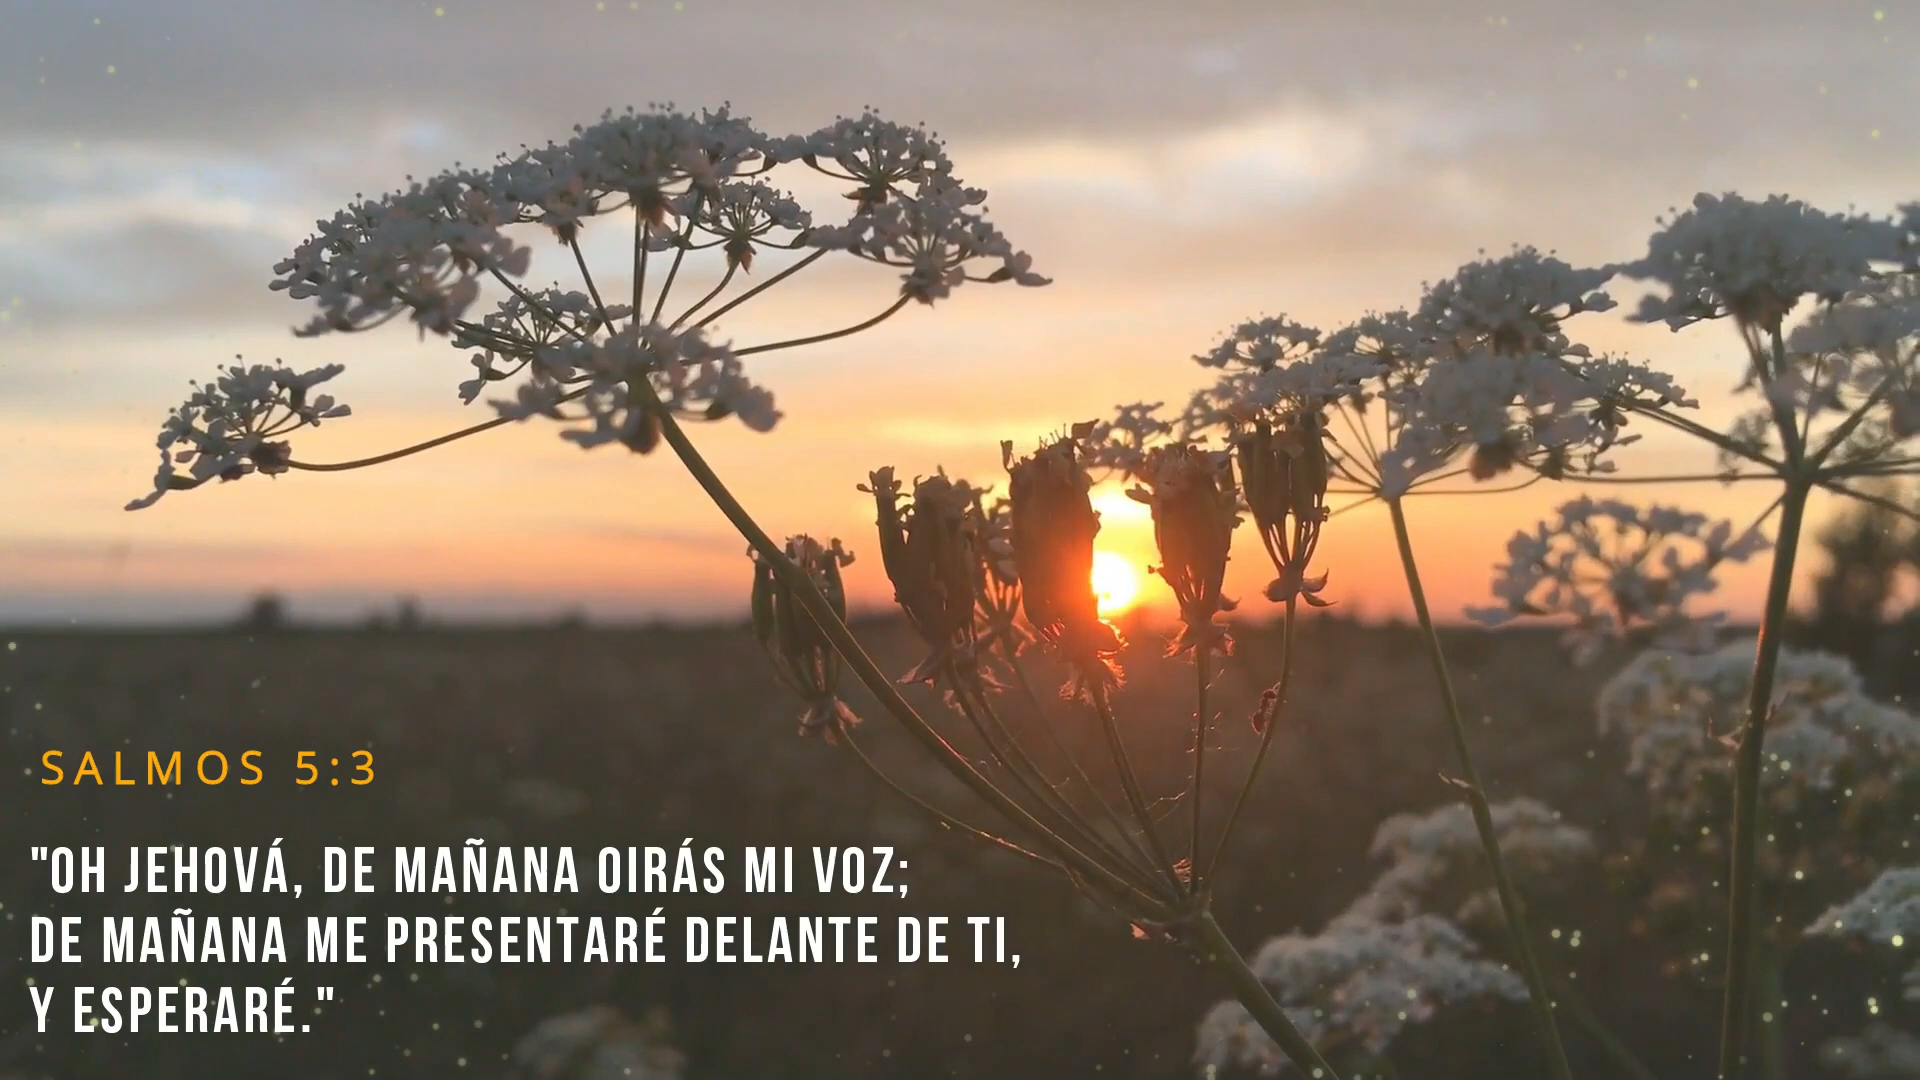 SALMOS 5:3
"OH JEHOVÁ, DE MAÑANA OIRÁS MI VOZ;
DE MAÑANA ME PRESENTARÉ DELANTE DE TI,
Y ESPERARÉ."